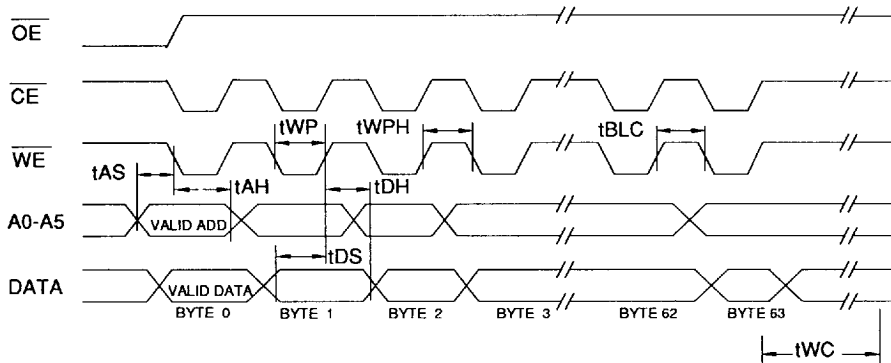 OE
CE
tWP tWPH tBLC
WE
tAS tAH tDH
A0-A5 VALID ADD
tDS
DATA VALID DATA
BYTE 0 BYTE 1 BYTE 2 BYTE 3 BYTE 62 BYTE 63
tWC